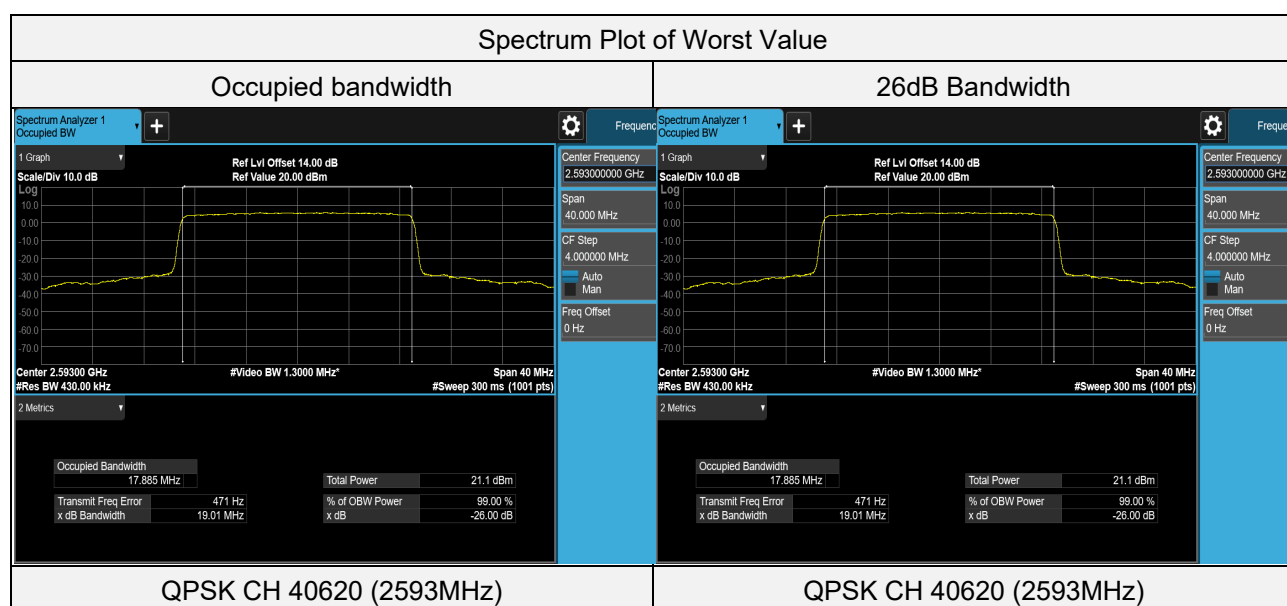 Spectrum Plot of Worst Value
Occupied bandwidth
26dB Bandwidth
Spectrum Analyzer 1
Occupied BW
+
Frequenc
1 Graph
Scale/Div 10.0 dB
Ref Lvl Offset 14.00 dB
Ref Value 20.00 dBm
Log
10.0
0.00
-10.0
-20.0
-30.0
-40.0
-50.0
-60.0
-70.0
Center 2.59300 GHz
#Video BW 1.3000 MHz*
Span 40 MHz
#Res BW 430.00 kHz
#Sweep 300 ms (1001 pts)
Center Frequency
2.593000000 GHz
Span
40.000 MHz
CF Step
4.000000 MHz
Auto
Man
Freq Offset
0 Hz
2 Metrics
Occupied Bandwidth
17.885 MHz
Total Power 21.1 dBm
Transmit Freq Error 471 Hz
% of OBW Power 99.00 %
x dB Bandwidth 19.01 MHz
x dB -26.00 dB
Spectrum Analyzer 1
Occupied BW
+
Freque
1 Graph
Scale/Div 10.0 dB
Ref Lvl Offset 14.00 dB
Ref Value 20.00 dBm
Log
10.0
0.00
-10.0
-20.0
-30.0
-40.0
-50.0
-60.0
-70.0
Center 2.59300 GHz
#Video BW 1.3000 MHz*
Span 40 MHz
#Res BW 430.00 kHz
#Sweep 300 ms (1001 pts)
Center Frequency
2.593000000 GHz
Span
40.000 MHz
CF Step
4.000000 MHz
Auto
Man
Freq Offset
0 Hz
2 Metrics
Occupied Bandwidth
17.885 MHz
Total Power 21.1 dBm
Transmit Freq Error 471 Hz
% of OBW Power 99.00 %
x dB Bandwidth 19.01 MHz
x dB -26.00 dB
QPSK CH 40620 (2593MHz)
QPSK CH 40620 (2593MHz)